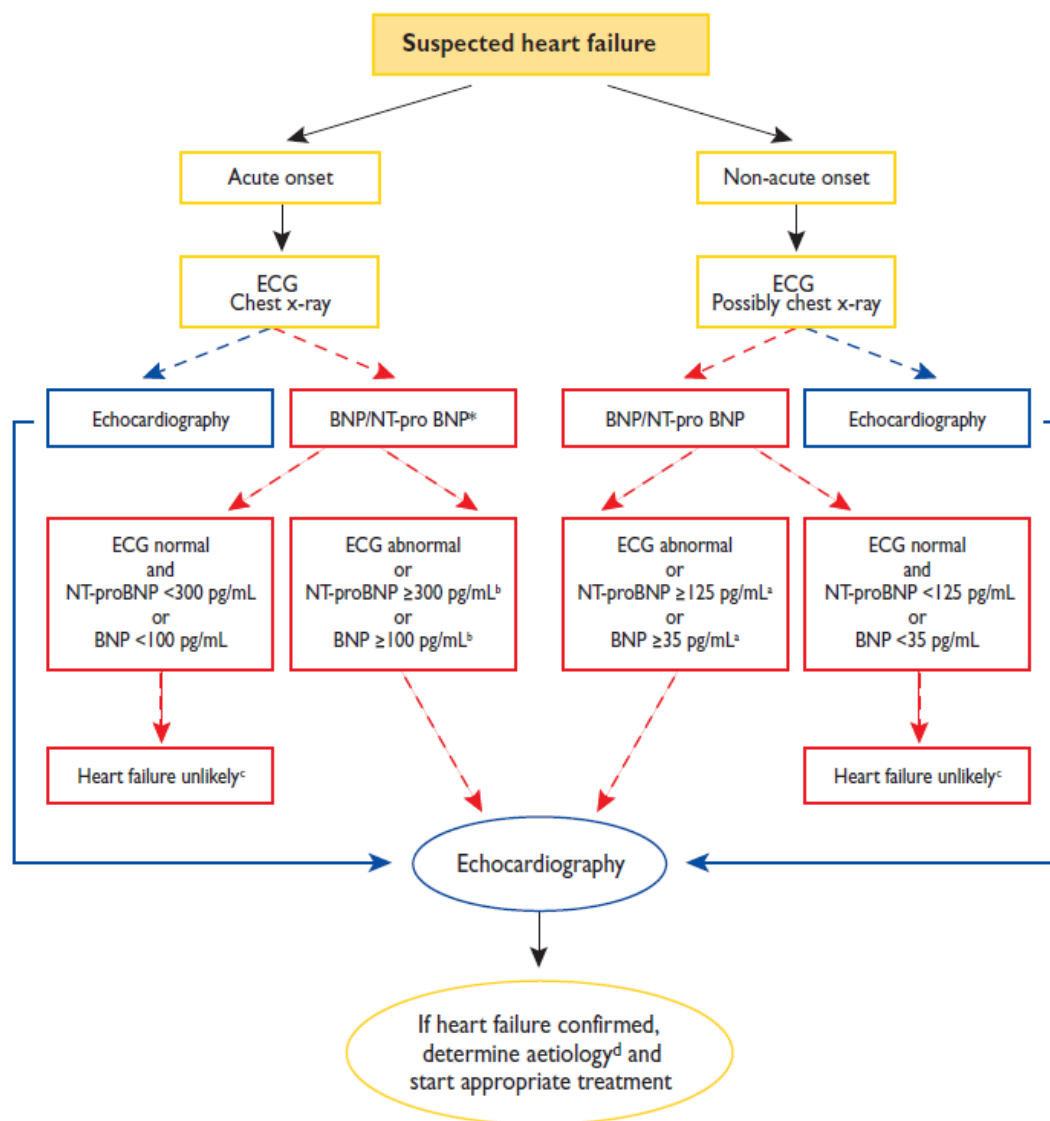 Suspected heart failure
Acute onset
Non-acute onset
ECG
Chest x-ray
ECG
Possibly chest x-ray
Echocardiography
BNP/NT-pro BNP*
BNP/NT-pro BNP
Echocardiography
ECG normal
and
NT-proBNP <300 pg/mL
or
BNP <100 pg/mL
ECG abnormal
or
NT-proBNP ≥300 pg/mLᵇ
or
BNP ≥100 pg/mLᵇ
ECG abnormal
or
NT-proBNP ≥125 pg/mLᵃ
or
BNP ≥35 pg/mLᵃ
ECG normal
and
NT-proBNP <125 pg/mL
or
BNP <35 pg/mL
Heart failure unlikelyᶜ
Heart failure unlikelyᶜ
Echocardiography
If heart failure confirmed,
determine aetiologyᵈ and
start appropriate treatment